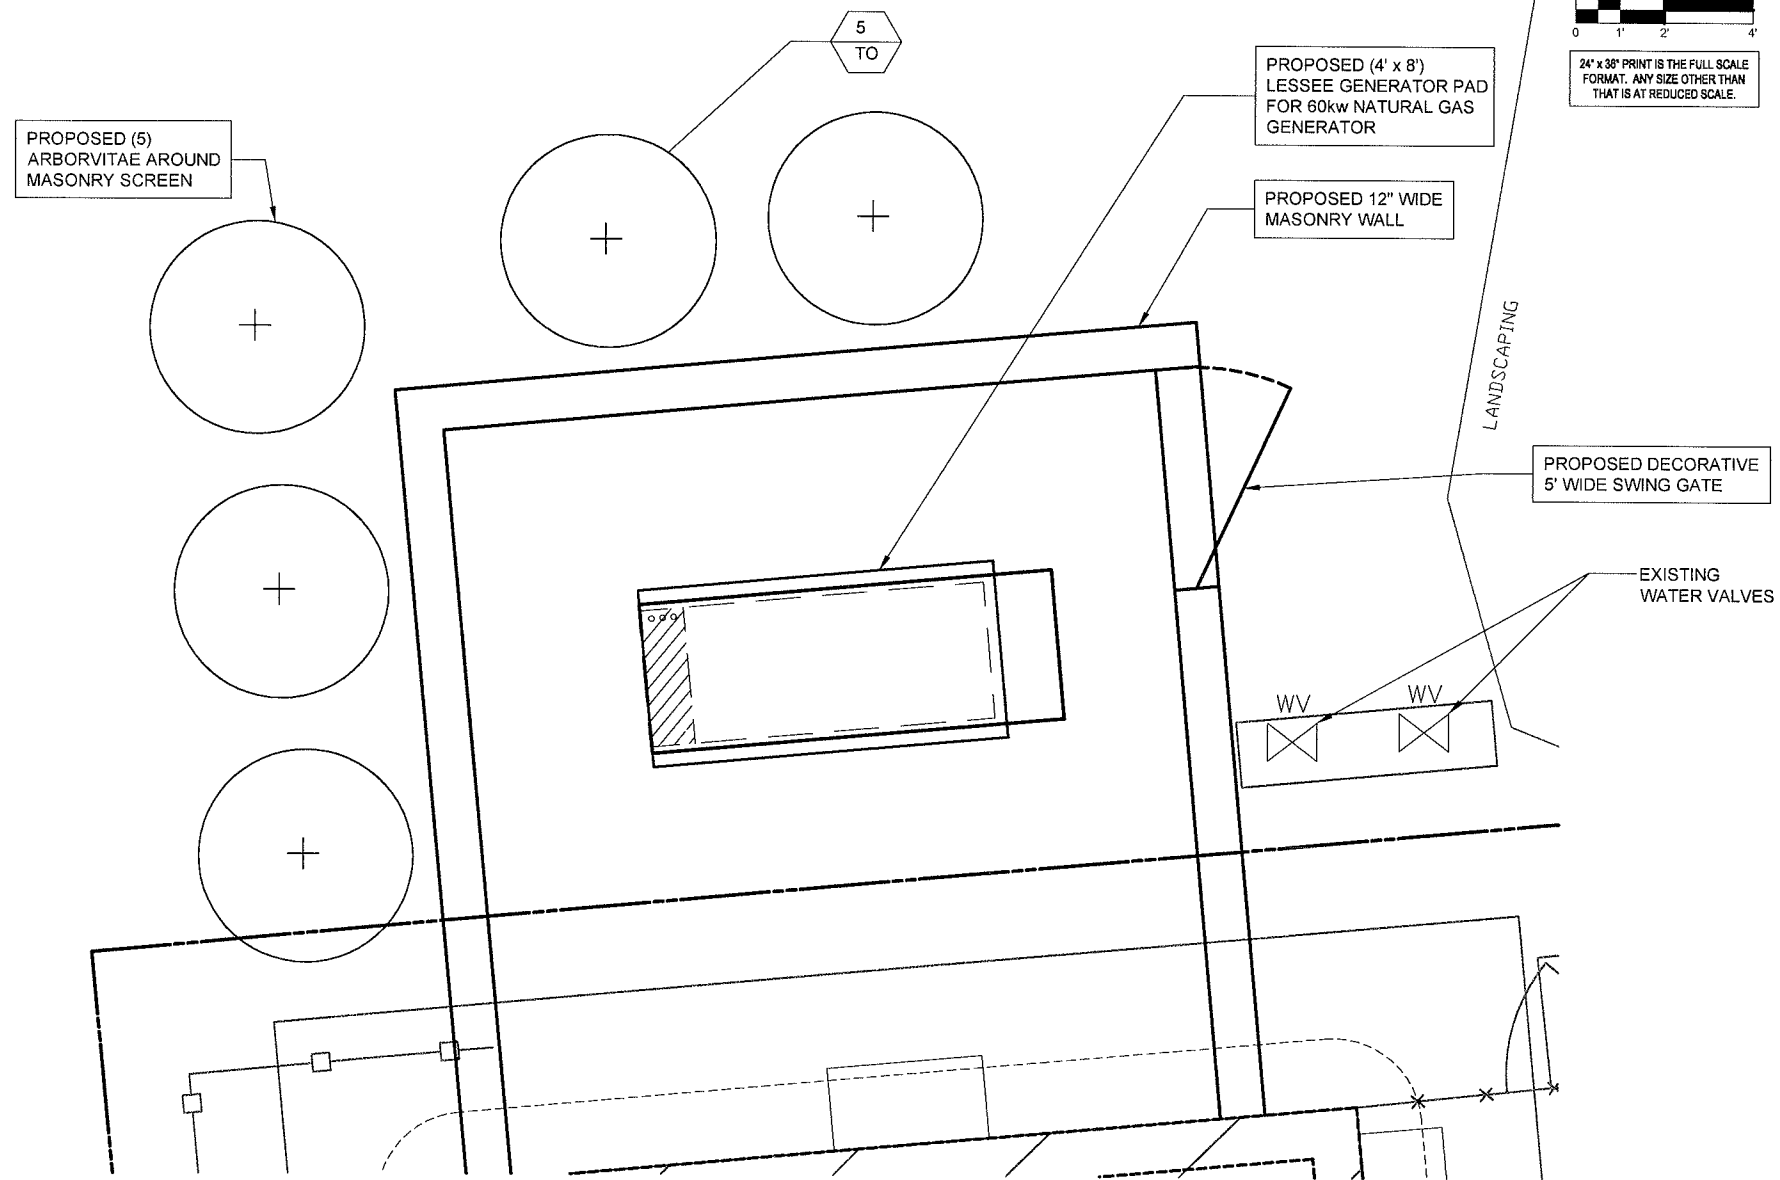 5
TO
0 1' 2' 4'
24" x 36" PRINT IS THE FULL SCALE
FORMAT. ANY SIZE OTHER THAN
THAT IS AT REDUCED SCALE.
PROPOSED (4' x 8')
LESSEE GENERATOR PAD
FOR 60kw NATURAL GAS
GENERATOR
PROPOSED (5)
ARBORVITAE AROUND
MASONRY SCREEN
PROPOSED 12" WIDE
MASONRY WALL
LANDSCAPING
PROPOSED DECORATIVE
5' WIDE SWING GATE
EXISTING
WATER VALVES
WV WV